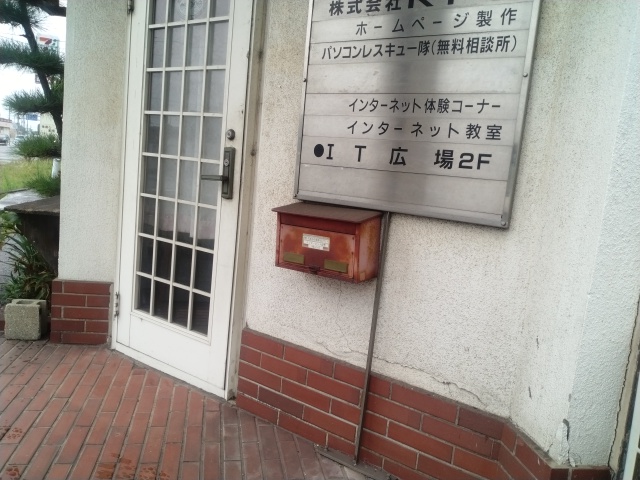 株式会社
ホームページ製作
パソコンレスキュー隊(無料相談所)
インターネット体験コーナー
インターネット教室
●IT広場2F